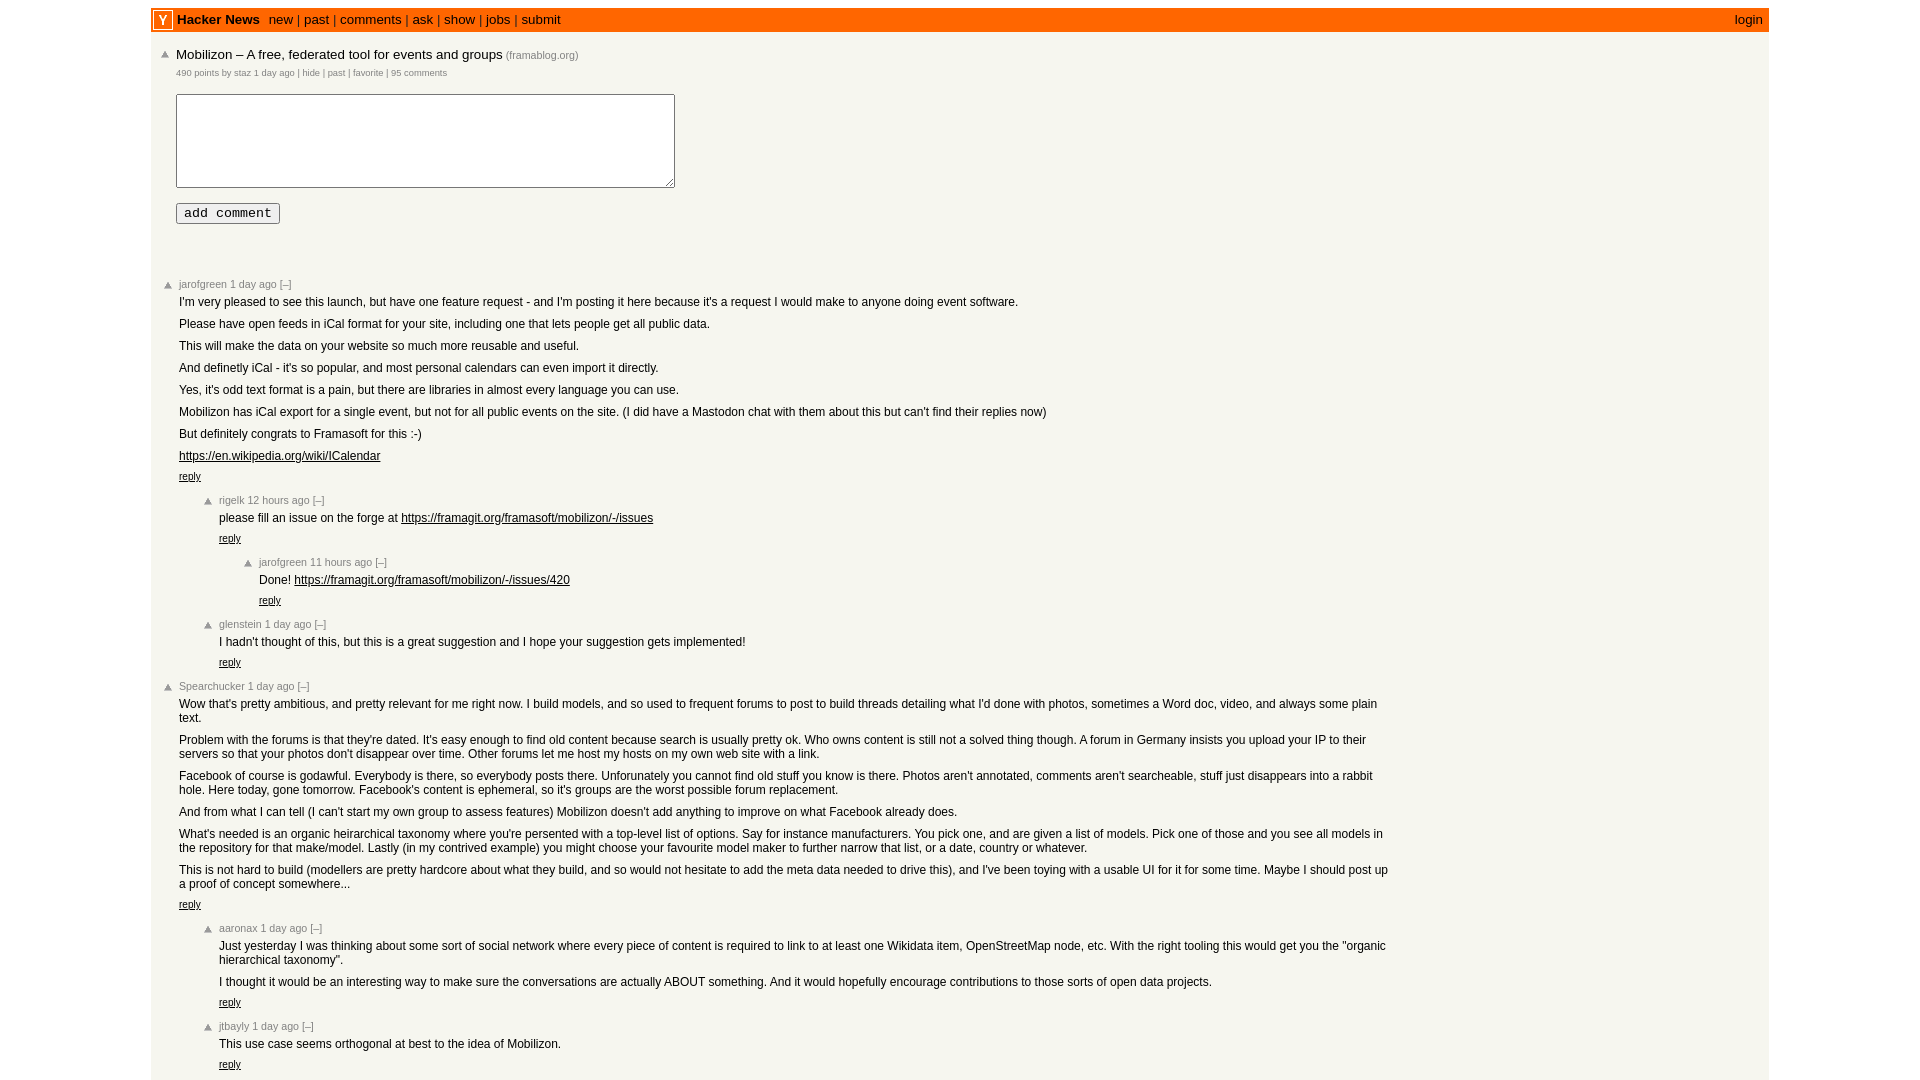 Y Hacker News new | past | comments | ask | show | jobs | submit login
Mobilizon – A free, federated tool for events and groups (framablog.org)
490 points by staz 1 day ago | hide | past | favorite | 95 comments
add comment
jarofgreen 1 day ago [–]
I'm very pleased to see this launch, but have one feature request - and I'm posting it here because it's a request I would make to anyone doing event software.
Please have open feeds in iCal format for your site, including one that lets people get all public data.
This will make the data on your website so much more reusable and useful.
And definetly iCal - it's so popular, and most personal calendars can even import it directly.
Yes, it's odd text format is a pain, but there are libraries in almost every language you can use.
Mobilizon has iCal export for a single event, but not for all public events on the site. (I did have a Mastodon chat with them about this but can't find their replies now)
But definitely congrats to Framasoft for this :-)
https://en.wikipedia.org/wiki/ICalendar
reply
rigelk 12 hours ago [–]
please fill an issue on the forge at https://framagit.org/framasoft/mobilizon/-/issues
reply
jarofgreen 11 hours ago [–]
Done! https://framagit.org/framasoft/mobilizon/-/issues/420
reply
glenstein 1 day ago [–]
I hadn't thought of this, but this is a great suggestion and I hope your suggestion gets implemented!
reply
Spearchucker 1 day ago [–]
Wow that's pretty ambitious, and pretty relevant for me right now. I build models, and so used to frequent forums to post to build threads detailing what I'd done with photos, sometimes a Word doc, video, and always some plain
text.
Problem with the forums is that they're dated. It's easy enough to find old content because search is usually pretty ok. Who owns content is still not a solved thing though. A forum in Germany insists you upload your IP to their
servers so that your photos don't disappear over time. Other forums let me host my hosts on my own web site with a link.
Facebook of course is godawful. Everybody is there, so everybody posts there. Unforunately you cannot find old stuff you know is there. Photos aren't annotated, comments aren't searcheable, stuff just disappears into a rabbit
hole. Here today, gone tomorrow. Facebook's content is ephemeral, so it's groups are the worst possible forum replacement.
And from what I can tell (I can't start my own group to assess features) Mobilizon doesn't add anything to improve on what Facebook already does.
What's needed is an organic heirarchical taxonomy where you're persented with a top-level list of options. Say for instance manufacturers. You pick one, and are given a list of models. Pick one of those and you see all models in
the repository for that make/model. Lastly (in my contrived example) you might choose your favourite model maker to further narrow that list, or a date, country or whatever.
This is not hard to build (modellers are pretty hardcore about what they build, and so would not hesitate to add the meta data needed to drive this), and I've been toying with a usable UI for it for some time. Maybe I should post up
a proof of concept somewhere...
reply
aaronax 1 day ago [–]
Just yesterday I was thinking about some sort of social network where every piece of content is required to link to at least one Wikidata item, OpenStreetMap node, etc. With the right tooling this would get you the "organic
hierarchical taxonomy".
I thought it would be an interesting way to make sure the conversations are actually ABOUT something. And it would hopefully encourage contributions to those sorts of open data projects.
reply
jtbayly 1 day ago [–]
This use case seems orthogonal at best to the idea of Mobilizon.
reply